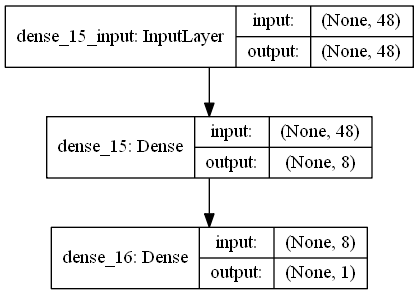 dense_15_input: InputLayer
input: (None, 48)
output: (None, 48)
dense_15: Dense
input: (None, 48)
output: (None, 8)
dense_16: Dense
input: (None, 8)
output: (None, 1)